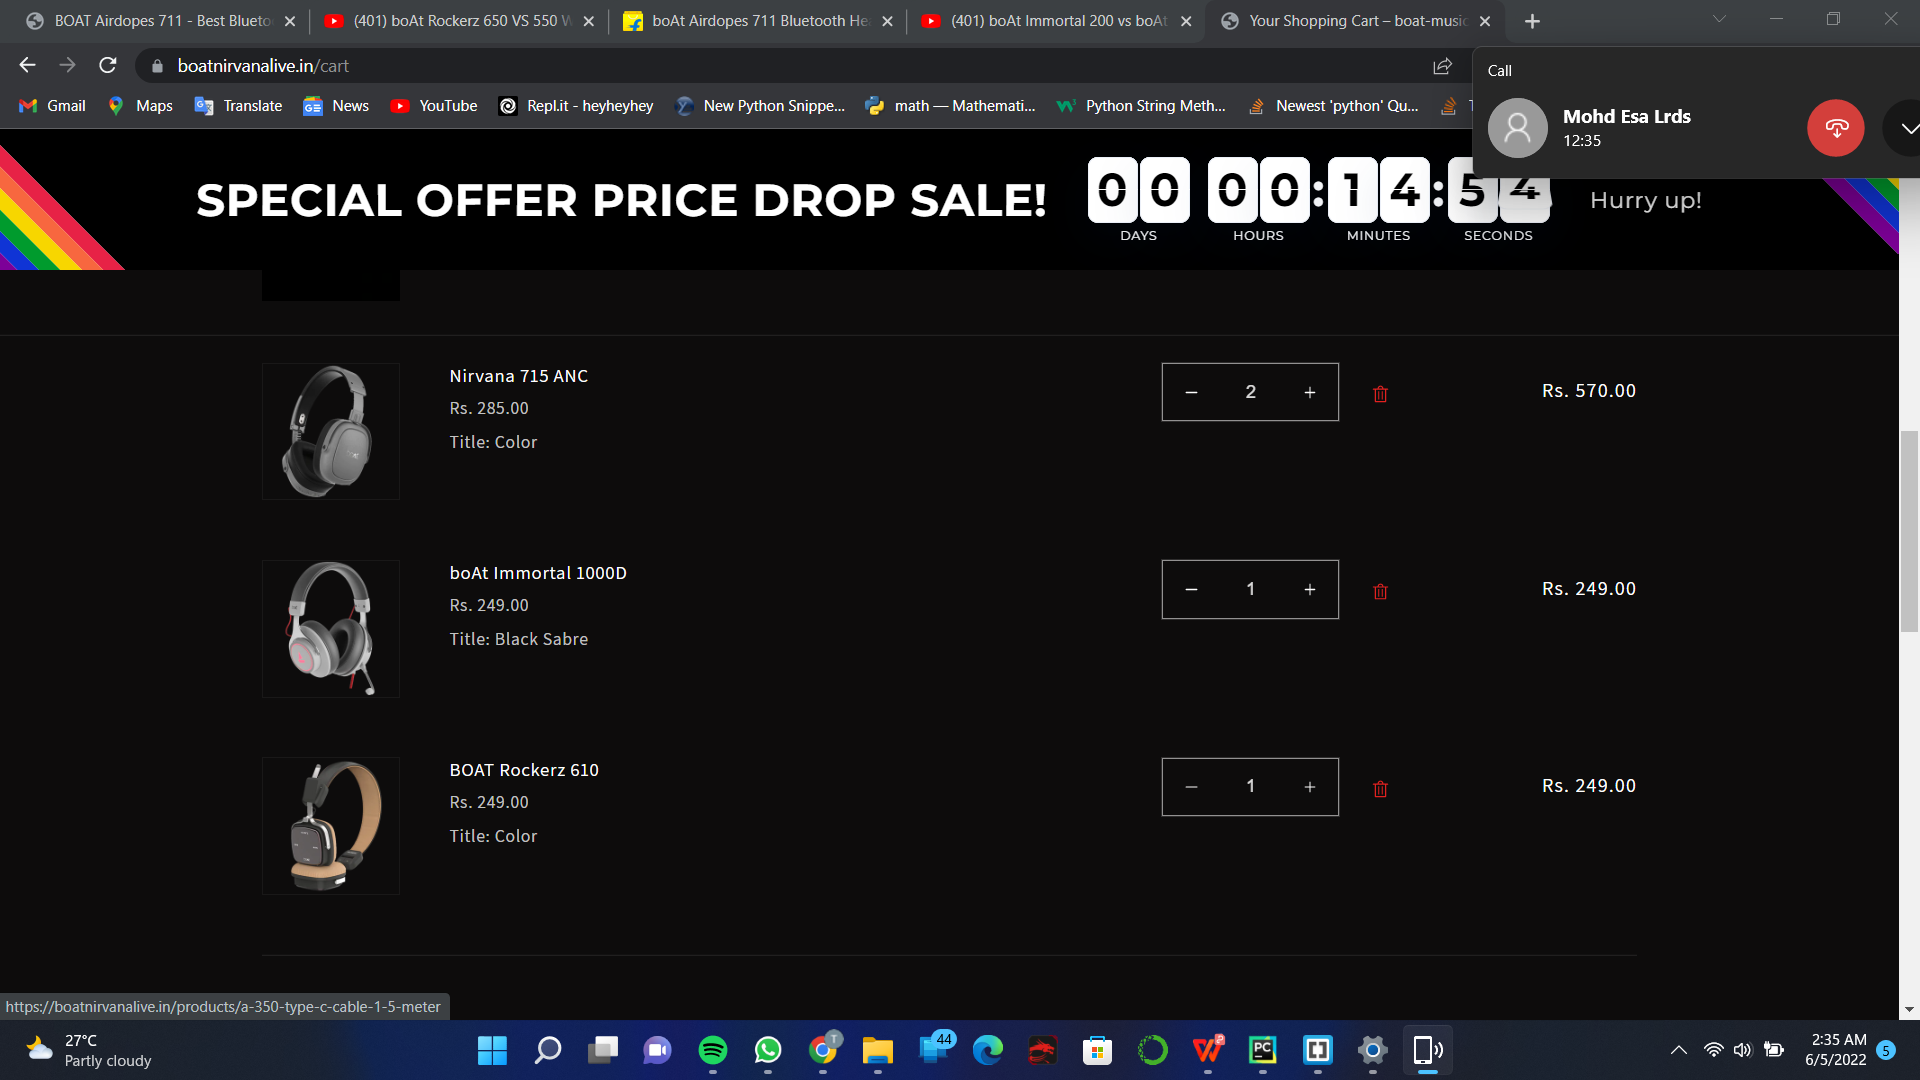 BOAT Airdopes 711 - Best Blueto
(401) boAt Rockerz 650 VS 550 W
boAt Airdopes 711 Bluetooth He
(401) boAt Immortal 200 vs boAt
Your Shopping Cart – boat-music
boatnirvanalive.in/cart
Gmail
Maps
Translate
News
YouTube
Repl.it - heyheyhey
New Python Snippe...
math — Mathemati...
Python String Meth...
Newest 'python' Qu...
Call
Mohd Esa Lrds
12:35
SPECIAL OFFER PRICE DROP SALE!
00 00:14:54
DAYS HOURS MINUTES SECONDS
Hurry up!
Nirvana 715 ANC
Rs. 285.00
Title: Color
2
Rs. 570.00
boAt Immortal 1000D
Rs. 249.00
Title: Black Sabre
1
Rs. 249.00
BOAT Rockerz 610
Rs. 249.00
Title: Color
1
Rs. 249.00
https://boatnirvanalive.in/products/a-350-type-c-cable-1-5-meter
27°C
Partly cloudy
T
44
PC
2:35 AM
6/5/2022
5